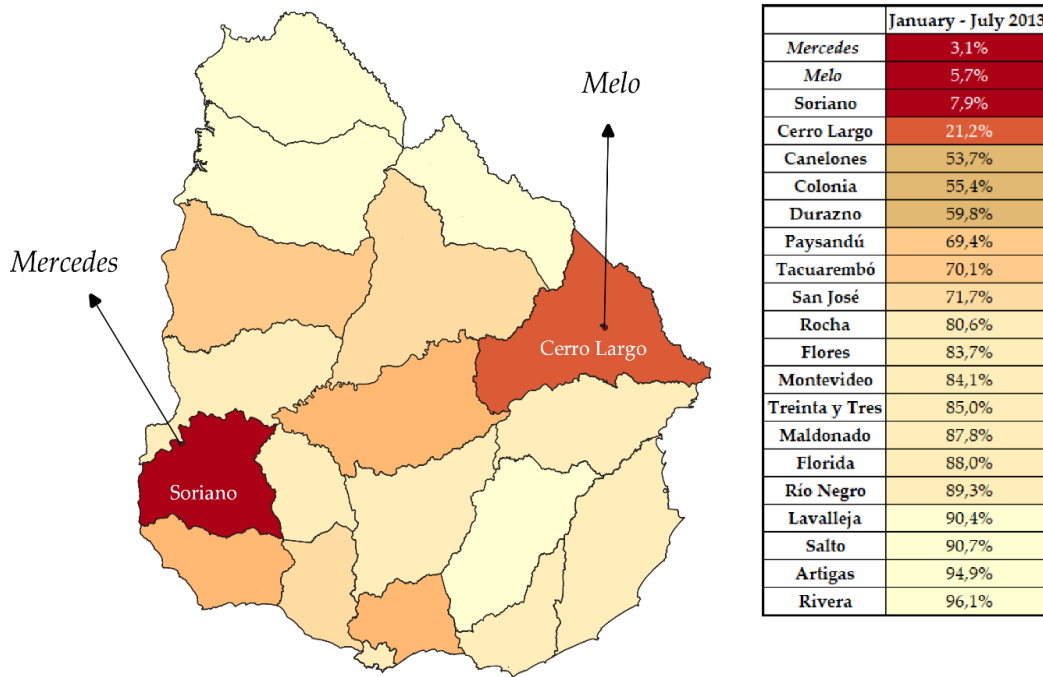 Melo
Mercedes
Cerro Largo
Soriano
January - July 2013
Mercedes 3,1%
Melo 5,7%
Soriano 7,9%
Cerro Largo 21,2%
Canelones 53,7%
Colonia 55,4%
Durazno 59,8%
Paysandú 69,4%
Tacuarembó 70,1%
San José 71,7%
Rocha 80,6%
Flores 83,7%
Montevideo 84,1%
Treinta y Tres 85,0%
Maldonado 87,8%
Florida 88,0%
Río Negro 89,3%
Lavalleja 90,4%
Salto 90,7%
Artigas 94,9%
Rivera 96,1%